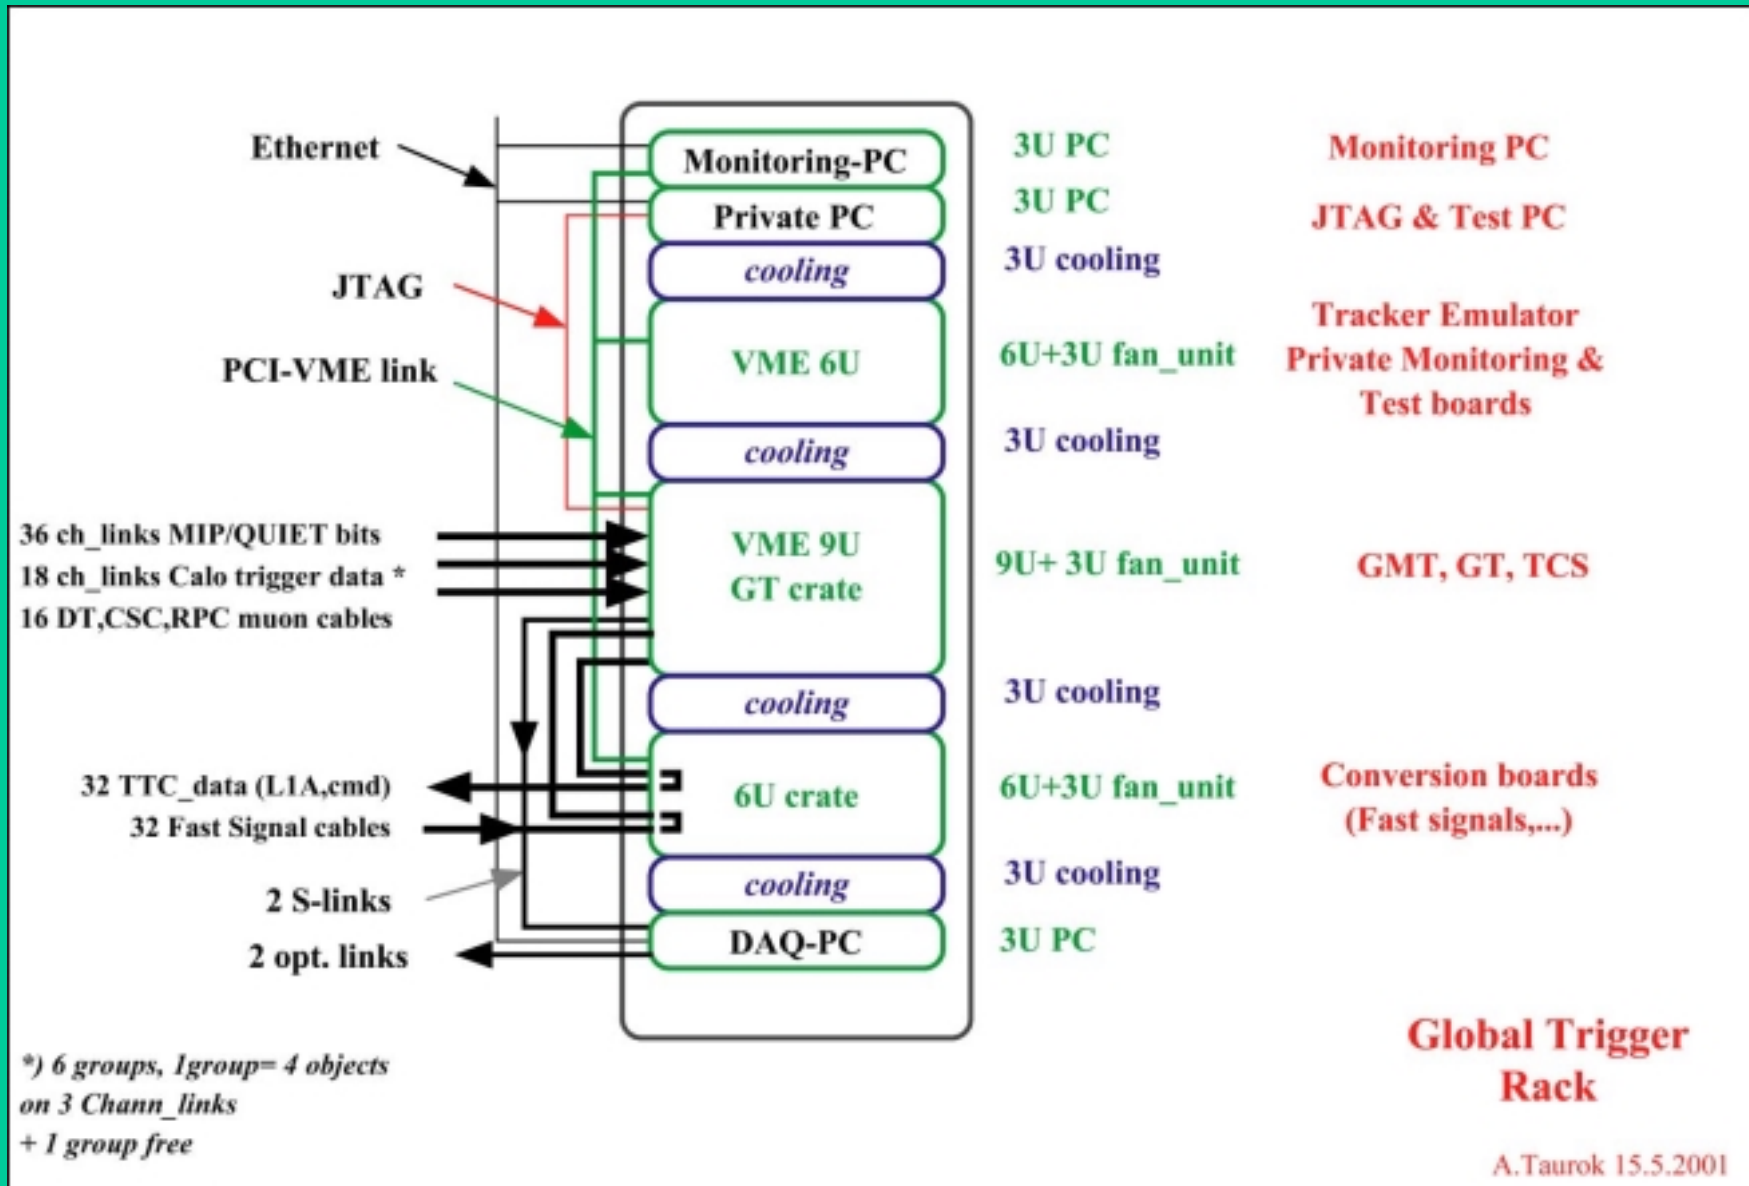 Ethernet
Monitoring-PC
3U PC
Monitoring PC
Private PC
3U PC
JTAG & Test PC
cooling
3U cooling
JTAG
VME 6U
6U+3U fan_unit
Tracker Emulator
Private Monitoring &
Test boards
PCI-VME link
cooling
3U cooling
36 ch_links MIP/QUIET bits
18 ch_links Calo trigger data *
16 DT,CSC,RPC muon cables
VME 9U
GT crate
9U+ 3U fan_unit
GMT, GT, TCS
cooling
3U cooling
32 TTC_data (L1A,cmd)
32 Fast Signal cables
6U crate
6U+3U fan_unit
Conversion boards
(Fast signals,...)
cooling
3U cooling
2 S-links
2 opt. links
DAQ-PC
3U PC
*) 6 groups, 1group= 4 objects
on 3 Chann_links
+ 1 group free
Global Trigger
Rack
A.Taurok 15.5.2001